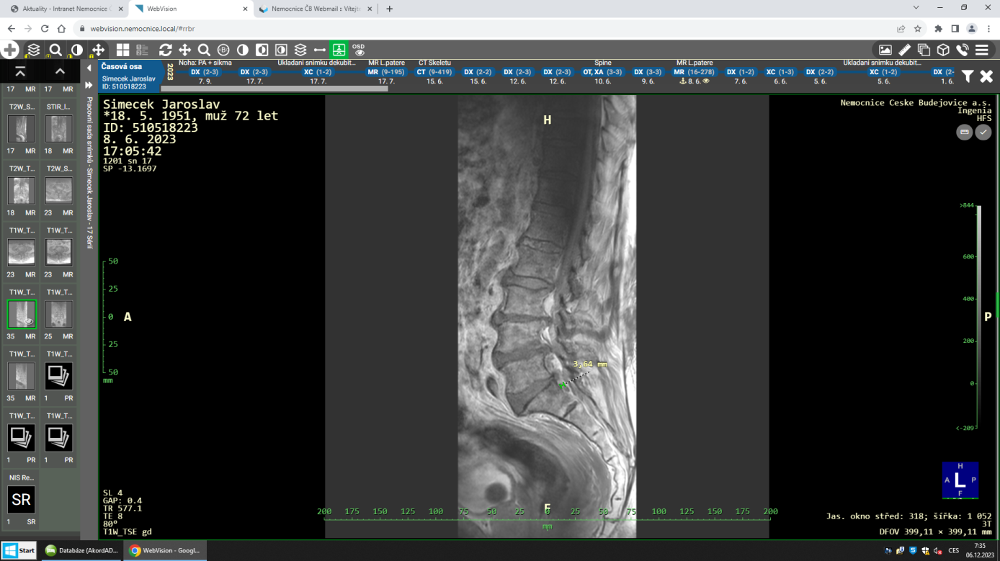 Aktuality - Intranet Nemocnice
WebVision
Nemocnice ČB Webmail :: Vítejte
webvision.nemocnice.local/#rrbr
OSD
Časová osa
Simecek Jaroslav
ID: 510518223
2023
Noha: PA + sikma
Ukladani snimku dekubit...
MR L.patere
CT Skeletu
Spine
MR L.patere
Ukladani snimku dekubit...
DX (2-3)
DX (2-3)
XC (1-2)
MR (9-195)
CT (9-419)
DX (2-2)
DX (2-3)
DX (2-3)
OT, XA (3-3)
DX (3-3)
MR (16-278)
DX (1-2)
XC (1-3)
DX (2-2)
XC (1-2)
DX (2-
7. 9.
17. 7.
17. 7.
17. 7.
15. 6.
15. 6.
12. 6.
12. 6.
10. 6.
9. 6.
8. 6.
7. 6.
6. 6.
5. 6.
5. 6.
1. 6.
17 MR
17 MR
T2W_S...
STIR_l...
17 MR
18 MR
T2W_T...
T2W_S...
18 MR
23 MR
T1W_T...
T1W_T...
23 MR
23 MR
T1W_T...
T1W_T...
35 MR
25 MR
T1W_T...
T1W_T...
35 MR
1 PR
T1W_T...
T1W_T...
1 PR
1 PR
NIS Re...
SR
1 SR
Pracovní sada snímků - Simecek Jaroslav - 17 Sérií
Simecek Jaroslav
*18. 5. 1951, muž 72 let
ID: 510518223
8. 6. 2023
17:05:42
1201 sn 17
SP -13.1697
H
Nemocnice Ceske Budejovice a.s.
Ingenia
HFS
>844
600
400
200
0
<-209
50
25
0
25
50
mm
A
P
3,64 mm
SL 4
GAP: 0.4
TR 577.1
TE 8
80°
T1W_TSE gd
F
200 175 150 125 100 75 50 25 0 25 50 75 100 125 150 175 200
mm
H
A L P
F
Jas. okno střed: 318; šířka: 1 052
3T
DFOV 399,11 × 399,11 mm
Start
Databáze (AkordAD...
WebVision - Googl...
CES
7:35
06.12.2023